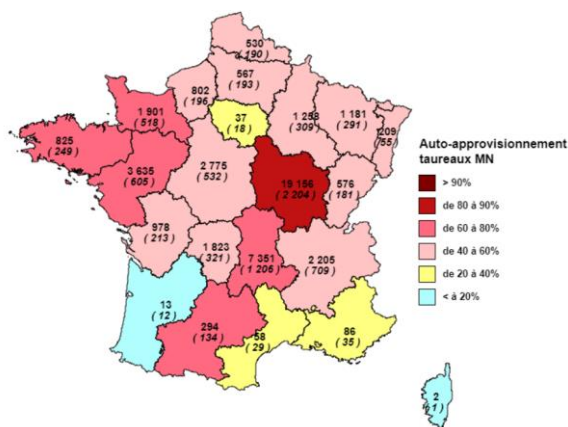 530
( 190 )
567
( 193 )
802
( 196
1 901
( 518 )
37
( 18 )
1 258
( 309 )
1 181
( 291 )
209
( 55 )
825
( 249 )
3 635
( 605 )
2 775
( 532 )
19 156
( 2 204 )
576
( 181 )
978
( 213 )
1 823
( 321 )
7 351
( 1 205 )
2 205
( 709 )
13
( 12 )
294
( 134 )
58
( 29 )
86
( 35 )
2
( 1 )
Auto-approvisionnement
taureaux MN
> 90%
de 80 à 90%
de 60 à 80%
de 40 à 60%
de 20 à 40%
< à 20%